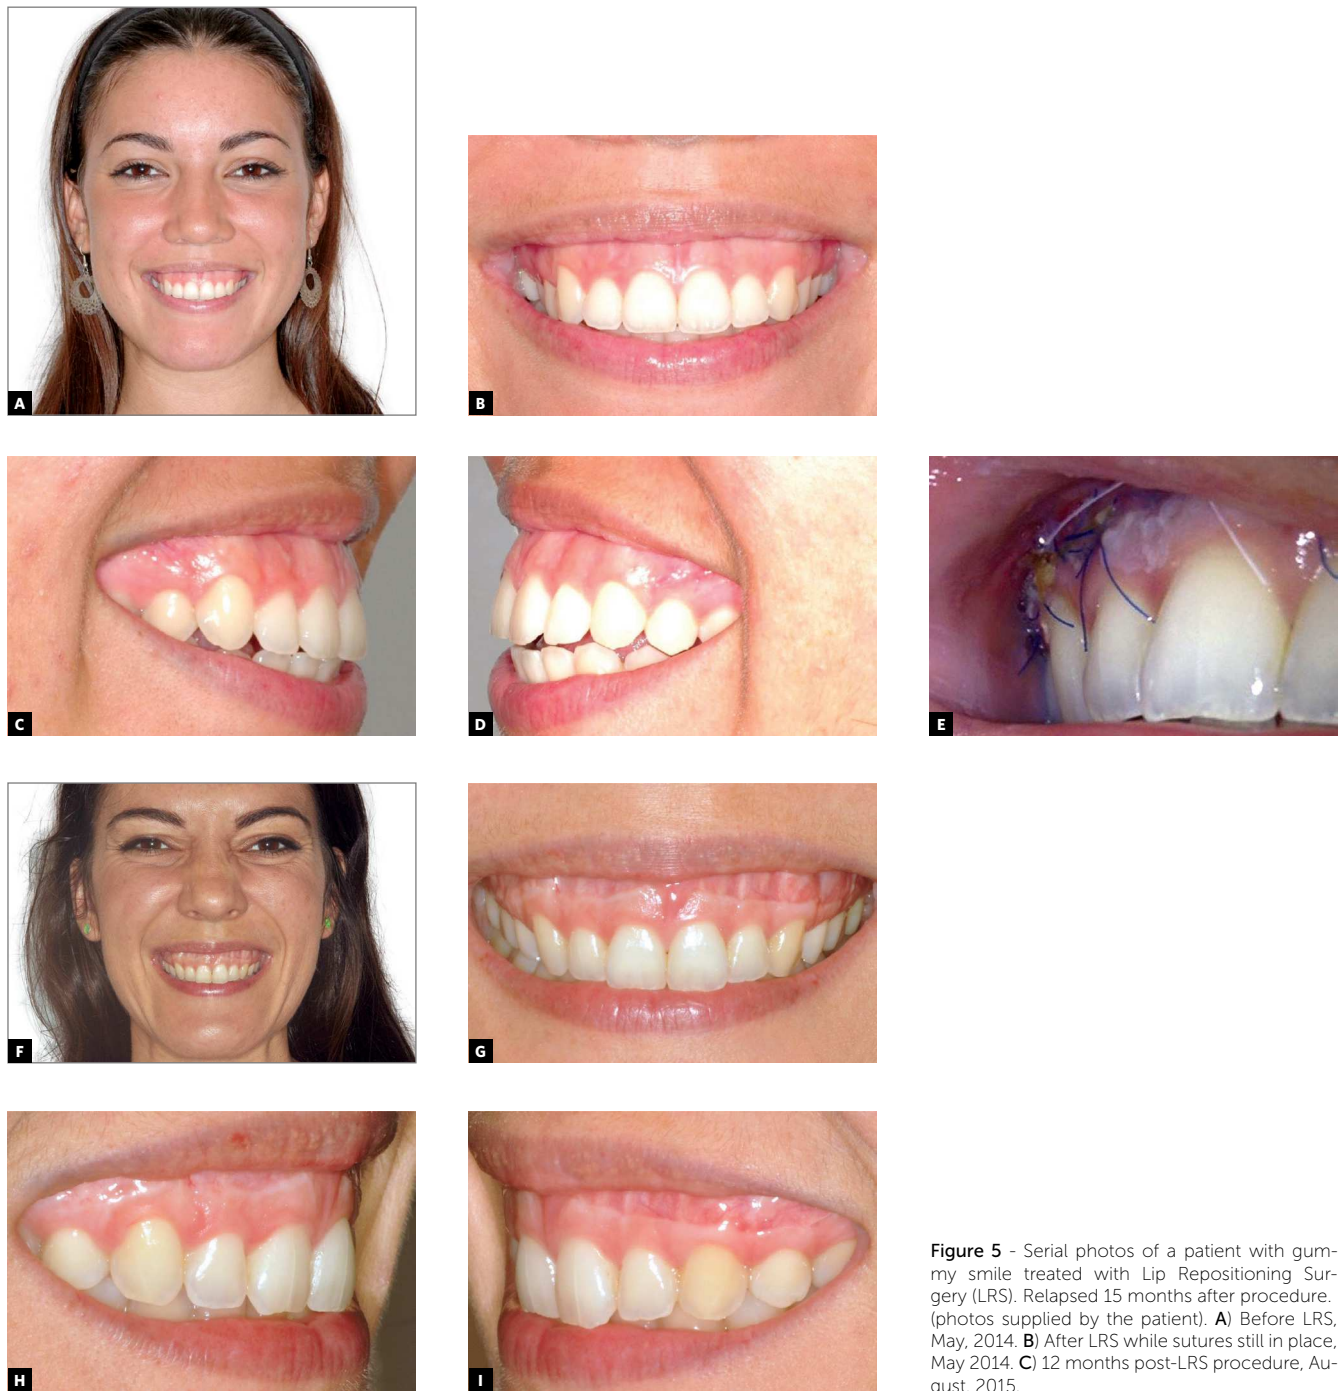 A
B
C
D
E
F
G
H
I
Figure 5 - Serial photos of a patient with gum-
my smile treated with Lip Repositioning Sur-
gery (LRS). Relapsed 15 months after procedure.
(photos supplied by the patient). A) Before LRS,
May, 2014. B) After LRS while sutures still in place,
May 2014. C) 12 months post-LRS procedure, Au-
gust, 2015.